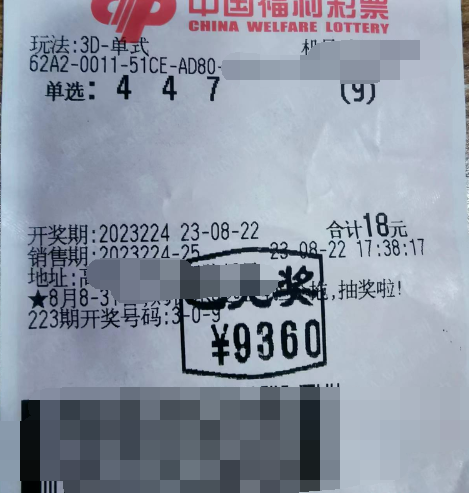 中国福利彩票
CHINA WELFARE LOTTERY
玩法:3D-单式
62A2-0011-51CE-AD80-
单选: 4 4 7 (9)
开奖期:2023224 23-08-22 合计18元
销售期:2023224-25 23-08-22 17:38:17
地址:
★8月8-31 抽奖啦!
223期开奖号码:3-0-9
已兑奖
¥9360